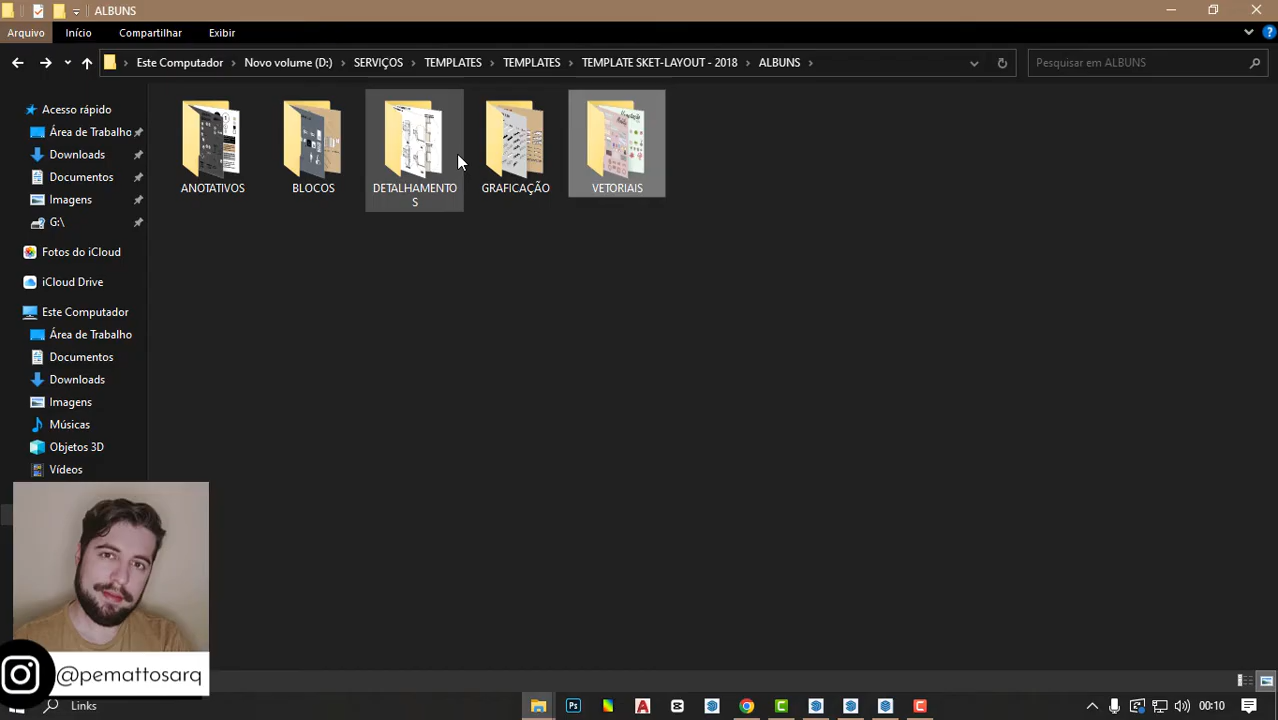 ALBUNS
Arquivo Início Compartilhar Exibir
Este Computador Novo volume (D:) SERVIÇOS TEMPLATES TEMPLATES TEMPLATE SKET-LAYOUT - 2018 ALBUNS
Pesquisar em ALBUNS
Acesso rápido
Área de Trabalho
Downloads
Documentos
Imagens
G:\
Fotos do iCloud
iCloud Drive
Este Computador
Área de Trabalho
Documentos
Downloads
Imagens
Músicas
Objetos 3D
Vídeos
ANOTATIVOS
BLOCOS
DETALHAMENTO
S
GRAFICAÇÃO
VETORIAIS
@pemattosarq
Links
Ps
A
C
C
00:10